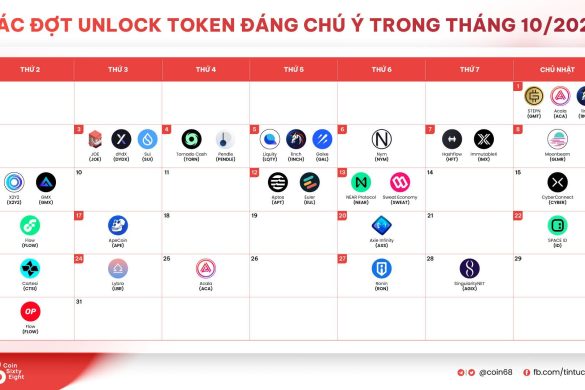 ÁC ĐỢT UNLOCK TOKEN ĐÁNG CHÚ Ý TRONG THÁNG 10/202
THỨ 2
THỨ 3
THỨ 4
THỨ 5
THỨ 6
THỨ 7
CHỦ NHẬT
1
STEPN
(GMT)
Acala
(ACA)
3
JOE
(JOE)
dYdX
(DYDX)
Sui
(SUI)
4
Tornado Cash
(TORN)
Pendle
(PENDLE)
5
Liquity
(LQTY)
1inch
(1INCH)
Galxe
(GAL)
6
Nym
(NYM)
7
Hashflow
(HFT)
ImmutableX
(IMX)
8
Moonbeam
(GLMR)
X2Y2
(X2Y2)
GMX
(GMX)
10
11
12
Aptos
(APT)
Euler
(EUL)
13
NEAR Protocol
(NEAR)
Sweat Economy
(SWEAT)
14
15
CyberConnect
(CYBER)
Flow
(FLOW)
17
ApeCoin
(APE)
18
19
20
Axie Infinity
(AXS)
21
22
SPACE ID
(ID)
Cartesi
(CTSI)
24
Lybra
(LBR)
25
Acala
(ACA)
26
27
Ronin
(RON)
28
SingularityNET
(AGIX)
29
OP
Flow
(FLOW)
31
Coin
Sixty
Eight
@coin68
fb.com/tintuc